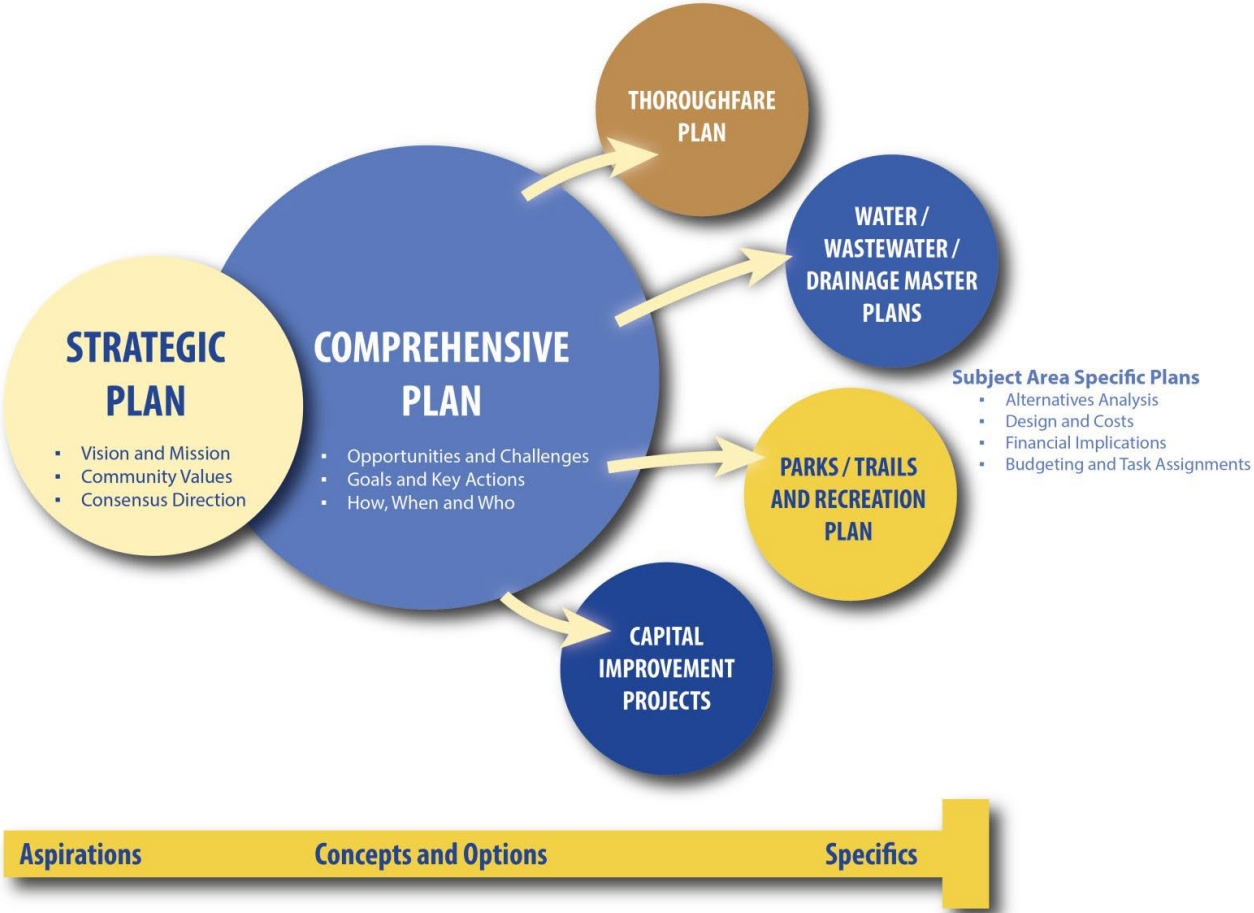 THOROUGHFARE
PLAN
WATER /
WASTEWATER /
DRAINAGE MASTER
PLANS
STRATEGIC
PLAN
▪ Vision and Mission
▪ Community Values
▪ Consensus Direction
COMPREHENSIVE
PLAN
▪ Opportunities and Challenges
▪ Goals and Key Actions
▪ How, When and Who
Subject Area Specific Plans
▪ Alternatives Analysis
▪ Design and Costs
▪ Financial Implications
▪ Budgeting and Task Assignments
PARKS / TRAILS
AND RECREATION
PLAN
CAPITAL
IMPROVEMENT
PROJECTS
Aspirations
Concepts and Options
Specifics